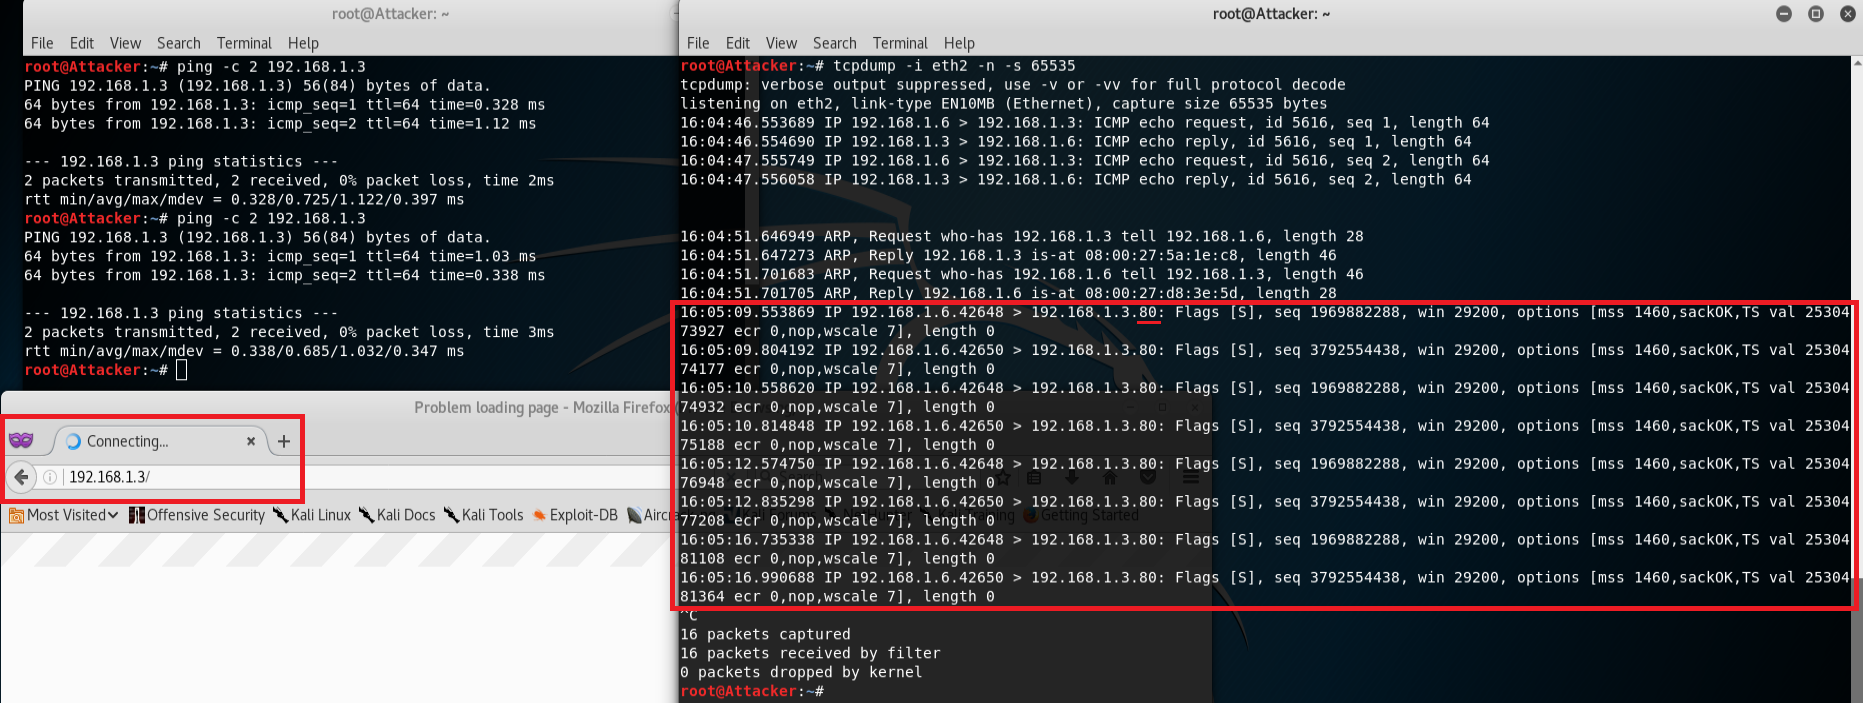 root@Attacker: ~
File Edit View Search Terminal Help
root@Attacker:~# ping -c 2 192.168.1.3
PING 192.168.1.3 (192.168.1.3) 56(84) bytes of data.
64 bytes from 192.168.1.3: icmp_seq=1 ttl=64 time=0.328 ms
64 bytes from 192.168.1.3: icmp_seq=2 ttl=64 time=1.12 ms
--- 192.168.1.3 ping statistics ---
2 packets transmitted, 2 received, 0% packet loss, time 2ms
rtt min/avg/max/mdev = 0.328/0.725/1.122/0.397 ms
root@Attacker:~# ping -c 2 192.168.1.3
PING 192.168.1.3 (192.168.1.3) 56(84) bytes of data.
64 bytes from 192.168.1.3: icmp_seq=1 ttl=64 time=1.03 ms
64 bytes from 192.168.1.3: icmp_seq=2 ttl=64 time=0.338 ms
--- 192.168.1.3 ping statistics ---
2 packets transmitted, 2 received, 0% packet loss, time 3ms
rtt min/avg/max/mdev = 0.338/0.685/1.032/0.347 ms
root@Attacker:~#
Problem loading page - Mozilla Firefox
Connecting...
192.168.1.3/
Most Visited Offensive Security Kali Linux Kali Docs Kali Tools Exploit-DB Aircrack Kali Forums NetHunter Kali Training Getting Started
root@Attacker: ~
File Edit View Search Terminal Help
root@Attacker:~# tcpdump -i eth2 -n -s 65535
tcpdump: verbose output suppressed, use -v or -vv for full protocol decode
listening on eth2, link-type EN10MB (Ethernet), capture size 65535 bytes
16:04:46.553689 IP 192.168.1.6 > 192.168.1.3: ICMP echo request, id 5616, seq 1, length 64
16:04:46.554690 IP 192.168.1.3 > 192.168.1.6: ICMP echo reply, id 5616, seq 1, length 64
16:04:47.555749 IP 192.168.1.6 > 192.168.1.3: ICMP echo request, id 5616, seq 2, length 64
16:04:47.556058 IP 192.168.1.3 > 192.168.1.6: ICMP echo reply, id 5616, seq 2, length 64
16:04:51.646949 ARP, Request who-has 192.168.1.3 tell 192.168.1.6, length 28
16:04:51.647273 ARP, Reply 192.168.1.3 is-at 08:00:27:5a:1e:c8, length 46
16:04:51.701683 ARP, Request who-has 192.168.1.6 tell 192.168.1.3, length 46
16:04:51.701705 ARP, Reply 192.168.1.6 is-at 08:00:27:d8:3e:5d, length 28
16:05:09.553869 IP 192.168.1.6.42648 > 192.168.1.3.80: Flags [S], seq 1969882288, win 29200, options [mss 1460,sackOK,TS val 25304
73927 ecr 0,nop,wscale 7], length 0
16:05:09.804192 IP 192.168.1.6.42650 > 192.168.1.3.80: Flags [S], seq 3792554438, win 29200, options [mss 1460,sackOK,TS val 25304
74177 ecr 0,nop,wscale 7], length 0
16:05:10.558620 IP 192.168.1.6.42648 > 192.168.1.3.80: Flags [S], seq 1969882288, win 29200, options [mss 1460,sackOK,TS val 25304
74932 ecr 0,nop,wscale 7], length 0
16:05:10.814848 IP 192.168.1.6.42650 > 192.168.1.3.80: Flags [S], seq 3792554438, win 29200, options [mss 1460,sackOK,TS val 25304
75188 ecr 0,nop,wscale 7], length 0
16:05:12.574750 IP 192.168.1.6.42648 > 192.168.1.3.80: Flags [S], seq 1969882288, win 29200, options [mss 1460,sackOK,TS val 25304
76948 ecr 0,nop,wscale 7], length 0
16:05:12.835298 IP 192.168.1.6.42650 > 192.168.1.3.80: Flags [S], seq 3792554438, win 29200, options [mss 1460,sackOK,TS val 25304
77208 ecr 0,nop,wscale 7], length 0
16:05:16.735338 IP 192.168.1.6.42648 > 192.168.1.3.80: Flags [S], seq 1969882288, win 29200, options [mss 1460,sackOK,TS val 25304
81108 ecr 0,nop,wscale 7], length 0
16:05:16.990688 IP 192.168.1.6.42650 > 192.168.1.3.80: Flags [S], seq 3792554438, win 29200, options [mss 1460,sackOK,TS val 25304
81364 ecr 0,nop,wscale 7], length 0
^C
16 packets captured
16 packets received by filter
0 packets dropped by kernel
root@Attacker:~#